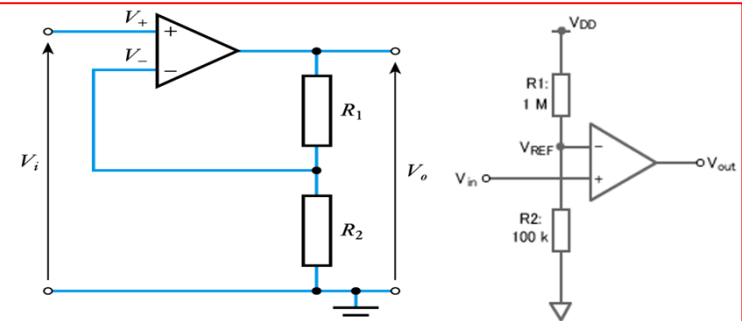 V₊
+
V₋
−
R₁
Vᵢ
Vₒ
R₂
VDD
R1:
1 M
VREF
−
Vin
+
Vout
R2:
100 k